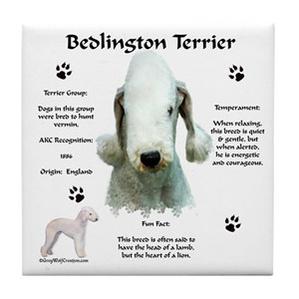 Bedlington Terrier
Terrier Group:
Dogs in this group
were bred to hunt
vermin.
AKC Recognition:
1886
Origin: England
Temperament:
When relaxing,
this breed is quiet
& gentle, but
when alerted,
he is energetic
and courageous.
Fun Fact:
This breed is often said to
have the head of a lamb,
but the heart of a lion.
©GreyWolfCreation.com